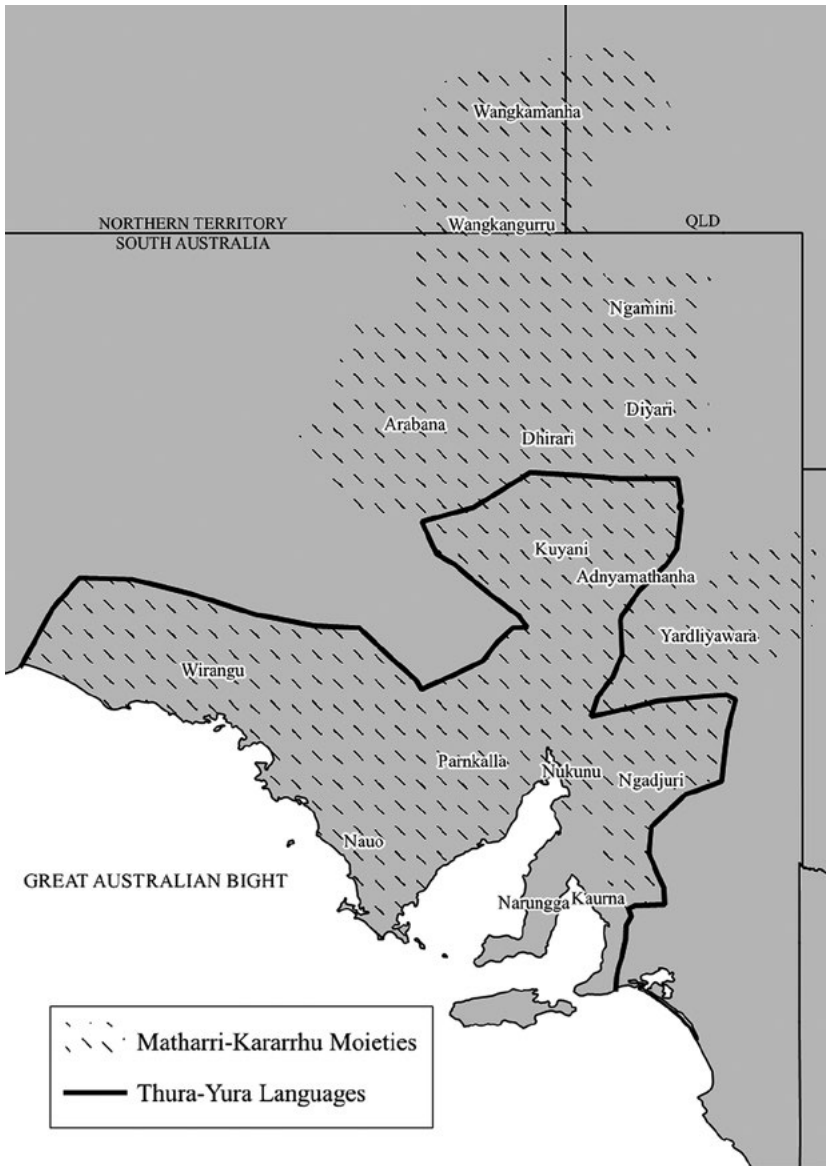 Wangkamanha
NORTHERN TERRITORY
Wangkangurru
QLD
SOUTH AUSTRALIA
Ngamini
Diyari
Arabana
Dhirari
Kuyani
Adnyamathanha
Yardliyawara
Wirangu
Parnkalla
Nukunu
Ngadjuri
Nauo
GREAT AUSTRALIAN BIGHT
Narungga
Kaurna
Matharri-Kararrhu Moieties
Thura-Yura Languages